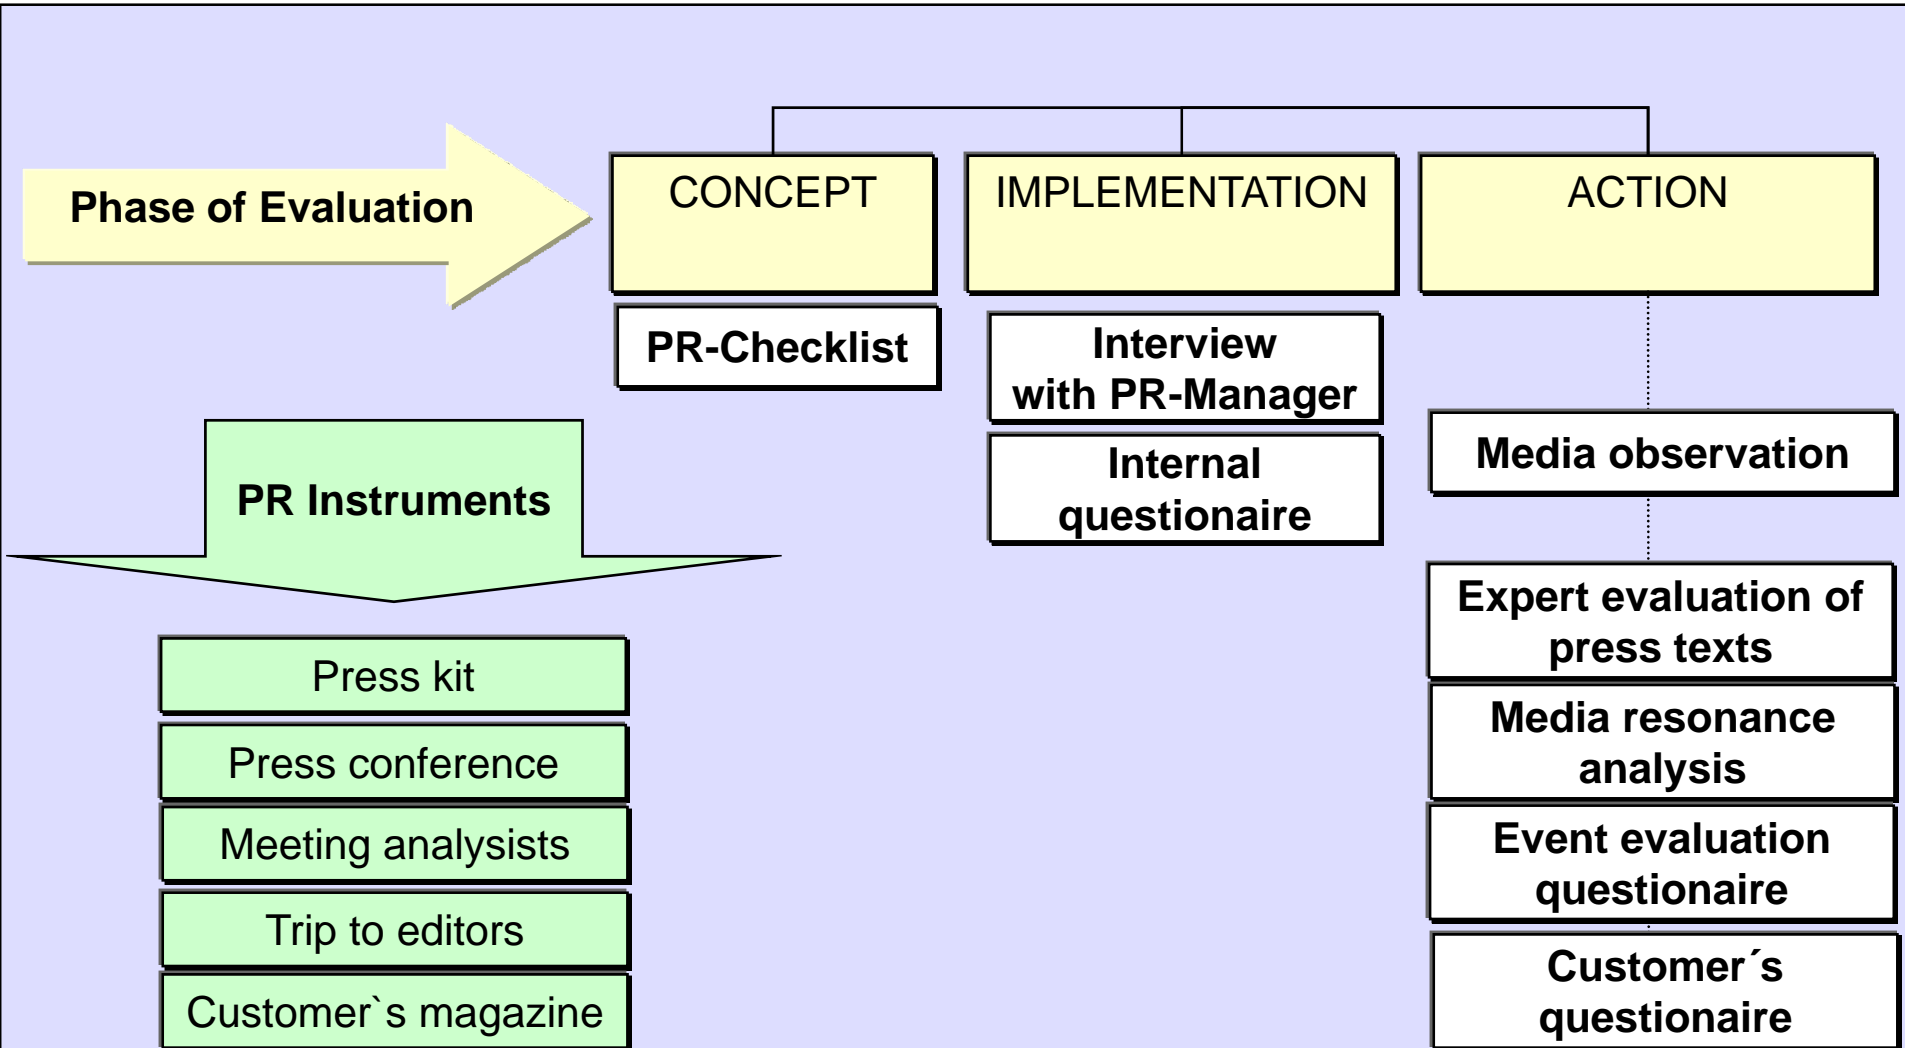 Phase of Evaluation
CONCEPT
IMPLEMENTATION
ACTION
PR-Checklist
Interview
with PR-Manager
Internal
questionaire
Media observation
Expert evaluation of
press texts
Media resonance
analysis
Event evaluation
questionaire
Customer´s
questionaire
PR Instruments
Press kit
Press conference
Meeting analysists
Trip to editors
Customer`s magazine